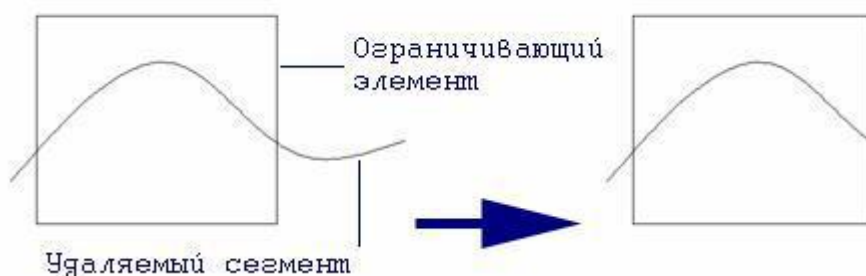 Ограничивающий
элемент
Удаляемый сегмент